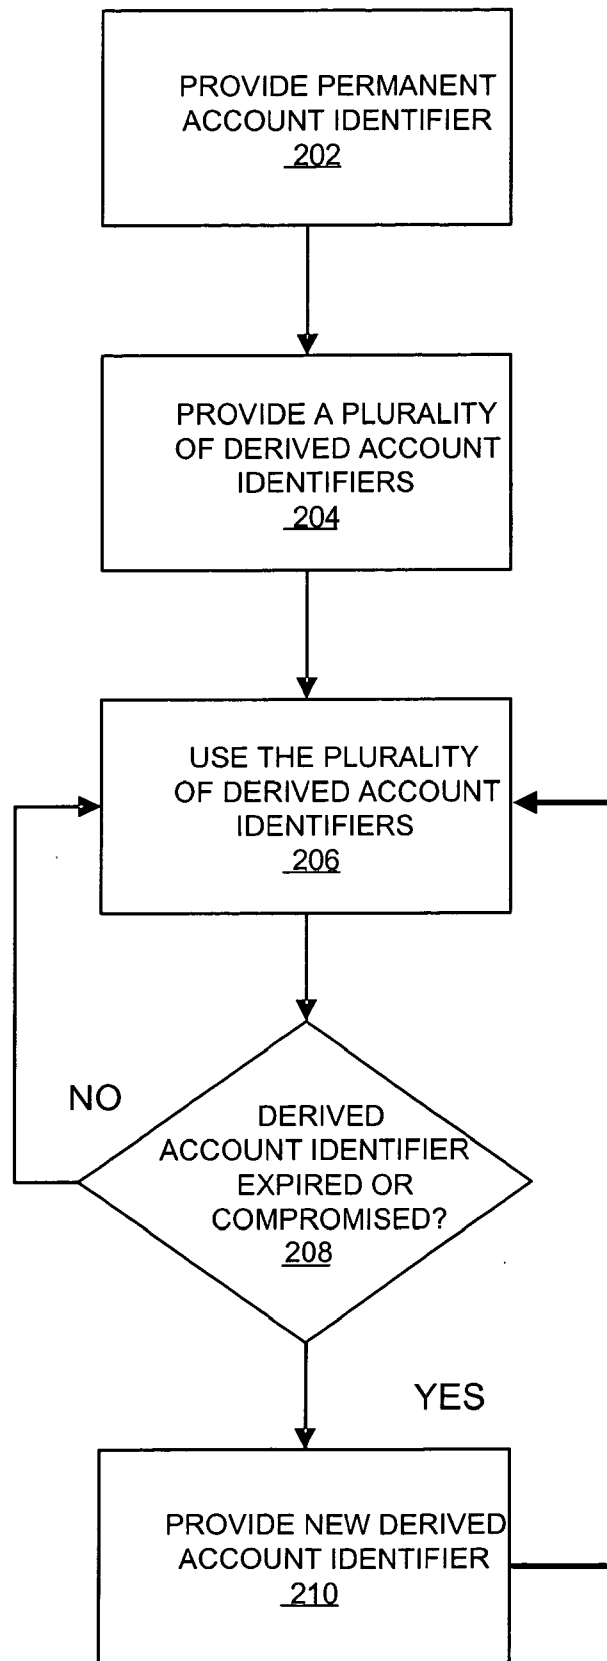 PROVIDE PERMANENT
ACCOUNT IDENTIFIER
202
PROVIDE A PLURALITY
OF DERIVED ACCOUNT
IDENTIFIERS
204
USE THE PLURALITY
OF DERIVED ACCOUNT
IDENTIFIERS
206
NO
DERIVED
ACCOUNT IDENTIFIER
EXPIRED OR
COMPROMISED?
208
YES
PROVIDE NEW DERIVED
ACCOUNT IDENTIFIER
210